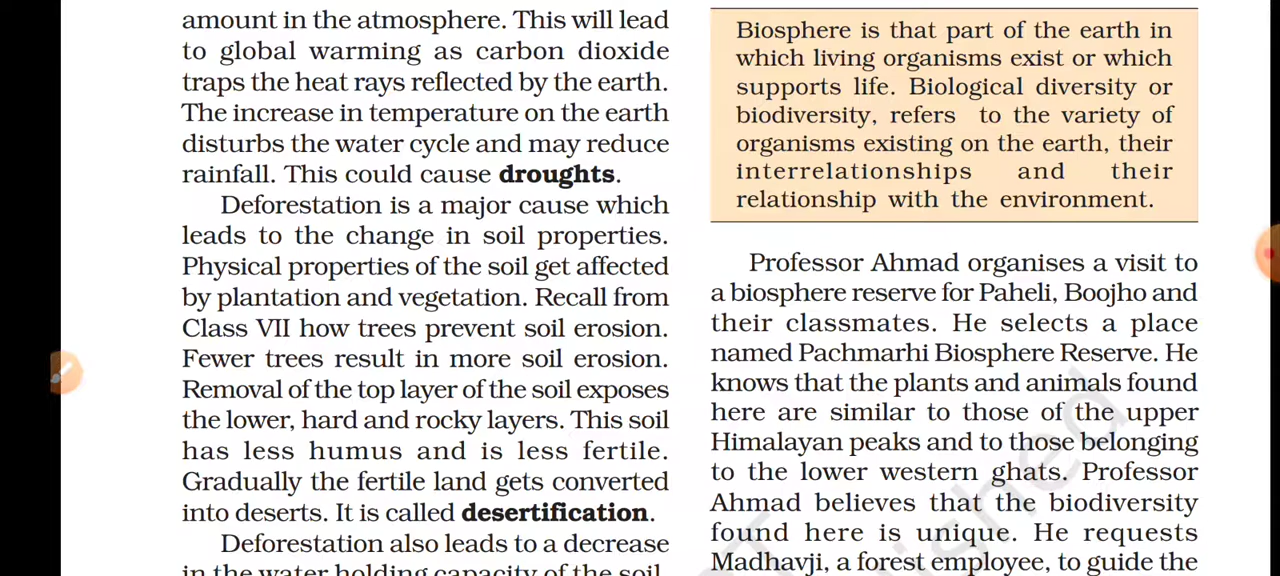 amount in the atmosphere. This will lead
to global warming as carbon dioxide
traps the heat rays reflected by the earth.
The increase in temperature on the earth
disturbs the water cycle and may reduce
rainfall. This could cause droughts.
Deforestation is a major cause which
leads to the change in soil properties.
Physical properties of the soil get affected
by plantation and vegetation. Recall from
Class VII how trees prevent soil erosion.
Fewer trees result in more soil erosion.
Removal of the top layer of the soil exposes
the lower, hard and rocky layers. This soil
has less humus and is less fertile.
Gradually the fertile land gets converted
into deserts. It is called desertification.
Deforestation also leads to a decrease
in the water holding capacity of the soil.
Biosphere is that part of the earth in
which living organisms exist or which
supports life. Biological diversity or
biodiversity, refers to the variety of
organisms existing on the earth, their
interrelationships and their
relationship with the environment.
Professor Ahmad organises a visit to
a biosphere reserve for Paheli, Boojho and
their classmates. He selects a place
named Pachmarhi Biosphere Reserve. He
knows that the plants and animals found
here are similar to those of the upper
Himalayan peaks and to those belonging
to the lower western ghats. Professor
Ahmad believes that the biodiversity
found here is unique. He requests
Madhavji, a forest employee, to guide the